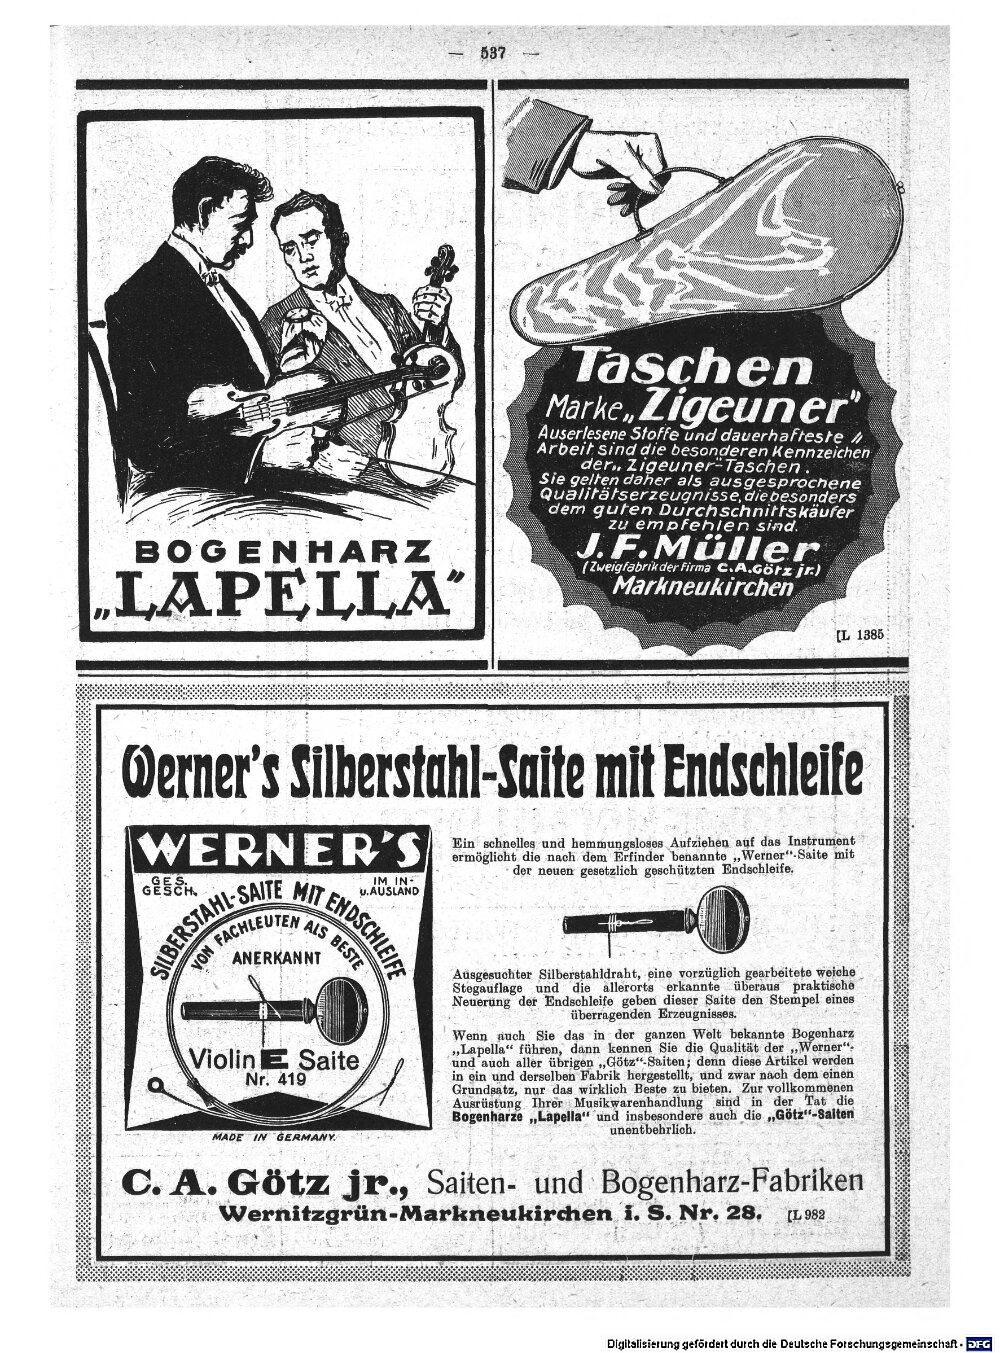 — 537 —
BOGENHARZ
„LAPELLA“
Taschen
Marke „Zigeuner“
Auserlesene Stoffe und dauerhafteste
Arbeit sind die besonderen Kennzeichen
der „Zigeuner“-Taschen.
Sie gelten daher als ausgesprochene
Qualitätserzeugnisse, die besonders
dem guten Durchschnittskäufer
zu empfehlen sind.
J. F. Müller
(Zweigfabrik der Firma C. A. Götz jr.)
Markneukirchen
[L 1385
Werner's Silberstahl-Saite mit Endschleife
WERNER'S
GES. GESCH.
IM IN- u. AUSLAND
SILBERSTAHL-SAITE MIT ENDSCHLEIFE
VON FACHLEUTEN ALS BESTE
ANERKANNT
Violin E Saite
Nr. 419
MADE IN GERMANY.
Ein schnelles und hemmungsloses Aufziehen auf das Instrument
ermöglicht die nach dem Erfinder benannte „Werner“-Saite mit
der neuen gesetzlich geschützten Endschleife.
Ausgesuchter Silberstahldraht, eine vorzüglich gearbeitete weiche
Stegauflage und die allerorts erkannte überaus praktische
Neuerung der Endschleife geben dieser Saite den Stempel eines
überragenden Erzeugnisses.
Wenn auch Sie das in der ganzen Welt bekannte Bogenharz
„Lapella“ führen, dann kennen Sie die Qualität der „Werner“-
und auch aller übrigen „Götz“-Saiten; denn diese Artikel werden
in ein und derselben Fabrik hergestellt, und zwar nach dem einen
Grundsatz, nur das wirklich Beste zu bieten. Zur vollkommenen
Ausrüstung Ihrer Musikwarenhandlung sind in der Tat die
Bogenharze „Lapella“ und insbesondere auch die „Götz“-Saiten
unentbehrlich.
C. A. Götz jr., Saiten- und Bogenharz-Fabriken
Wernitzgrün-Markneukirchen i. S. Nr. 28. [L 982
Digitalisierung gefördert durch die Deutsche Forschungsgemeinschaft - DFG